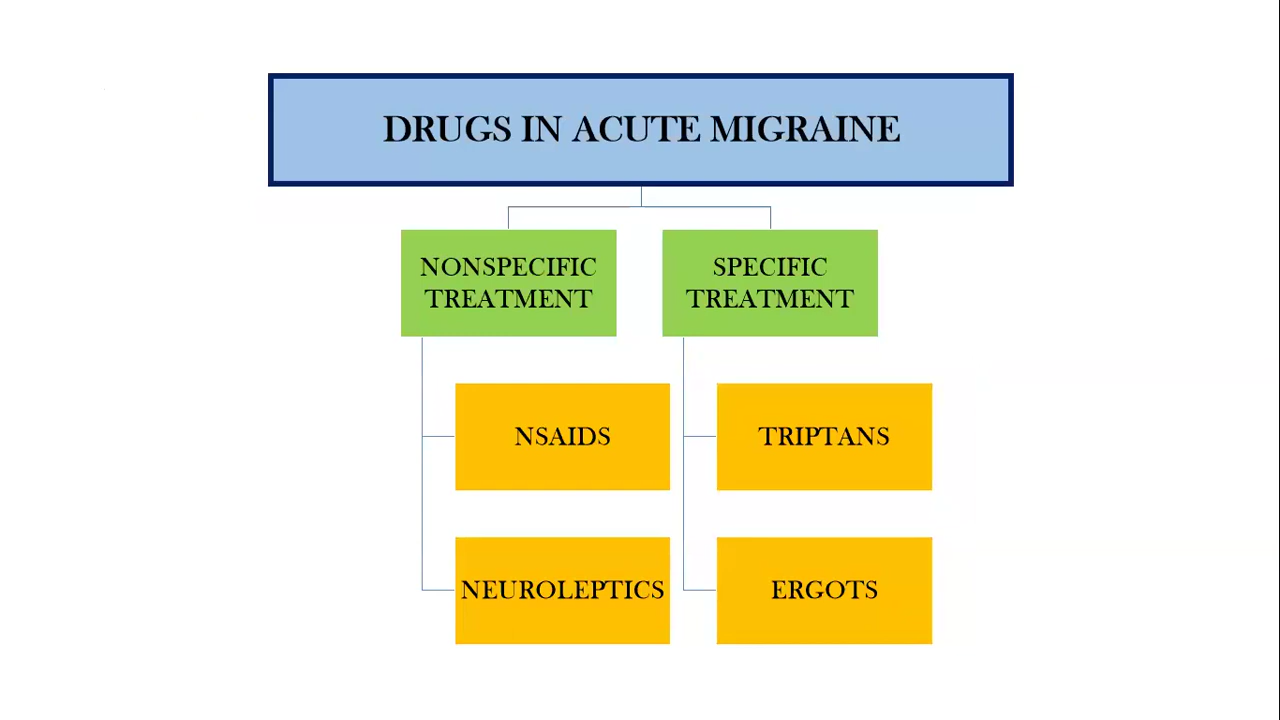 DRUGS IN ACUTE MIGRAINE
NONSPECIFIC
TREATMENT
SPECIFIC
TREATMENT
NSAIDS
TRIPTANS
NEUROLEPTICS
ERGOTS